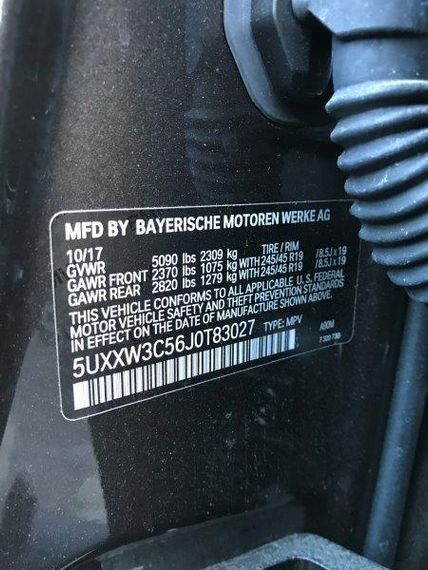 MFD BY BAYERISCHE MOTOREN WERKE AG
10/17 TIRE / RIM
GVWR 5090 lbs 2309 kg
GAWR FRONT 2370 lbs 1075 kg WITH 245/45 R19 /8.5J x 19
GAWR REAR 2820 lbs 1279 kg WITH 245/45 R19 /8.5J x 19
THIS VEHICLE CONFORMS TO ALL APPLICABLE U. S. FEDERAL
MOTOR VEHICLE SAFETY AND THEFT PREVENTION STANDARDS
IN EFFECT ON THE DATE OF MANUFACTURE SHOWN ABOVE.
5UXXW3C56J0T83027 TYPE: MPV A90M